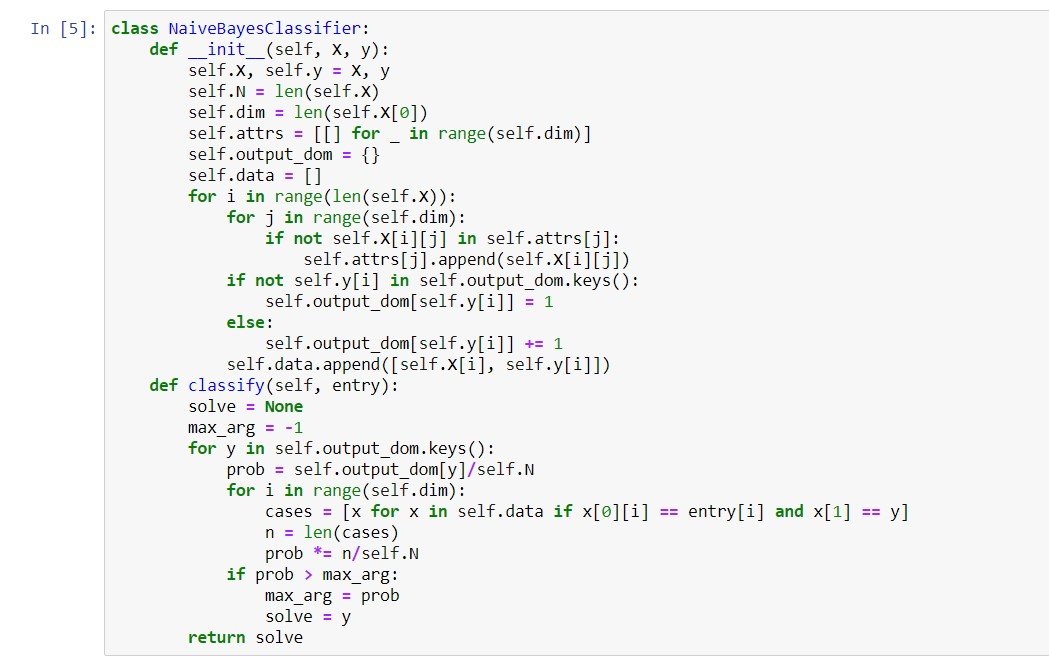 In [5]: class NaiveBayesClassifier:
    def __init__(self, X, y):
        self.X, self.y = X, y
        self.N = len(self.X)
        self.dim = len(self.X[0])
        self.attrs = [[] for _ in range(self.dim)]
        self.output_dom = {}
        self.data = []
        for i in range(len(self.X)):
            for j in range(self.dim):
                if not self.X[i][j] in self.attrs[j]:
                    self.attrs[j].append(self.X[i][j])
            if not self.y[i] in self.output_dom.keys():
                self.output_dom[self.y[i]] = 1
            else:
                self.output_dom[self.y[i]] += 1
            self.data.append([self.X[i], self.y[i]])
    def classify(self, entry):
        solve = None
        max_arg = -1
        for y in self.output_dom.keys():
            prob = self.output_dom[y]/self.N
            for i in range(self.dim):
                cases = [x for x in self.data if x[0][i] == entry[i] and x[1] == y]
                n = len(cases)
                prob *= n/self.N
            if prob > max_arg:
                max_arg = prob
                solve = y
        return solve